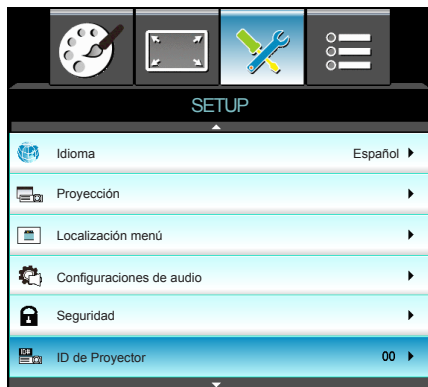 SETUP
Idioma Español
Proyección
Localización menú
Configuraciones de audio
Seguridad
ID de Proyector 00